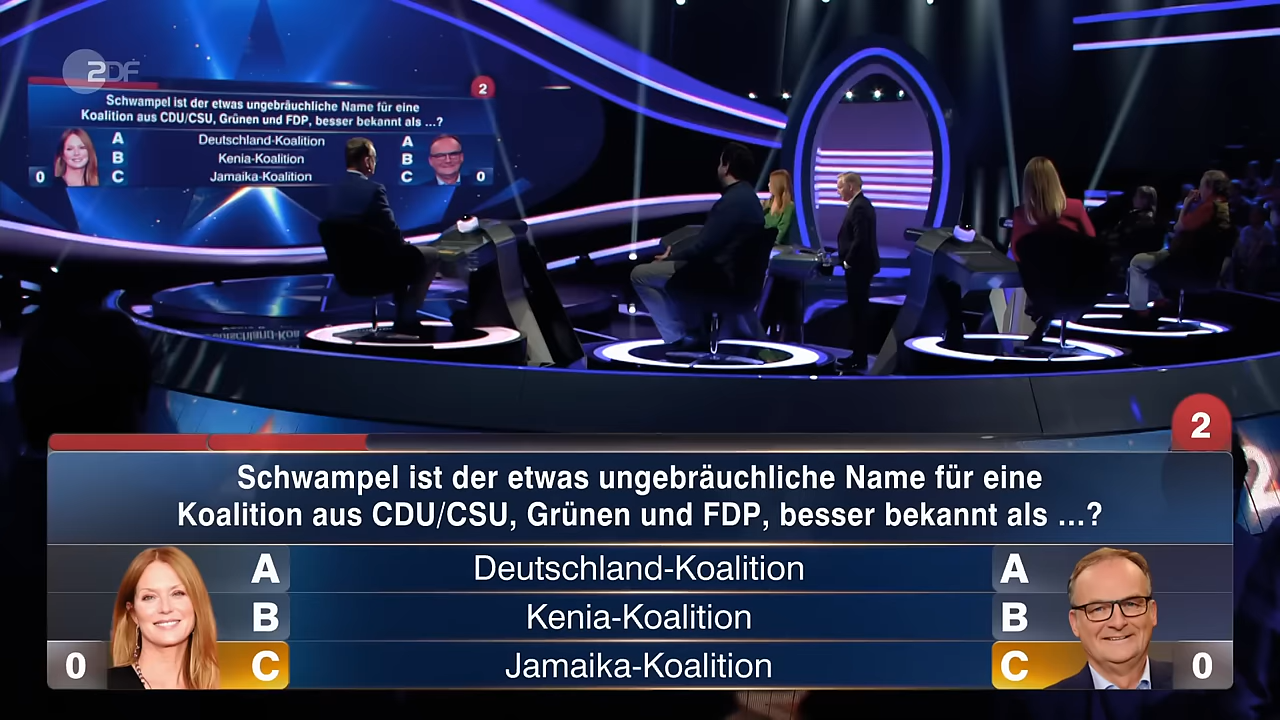 2DF
2
Schwampel ist der etwas ungebräuchliche Name für eine
Koalition aus CDU/CSU, Grünen und FDP, besser bekannt als ...?
A Deutschland-Koalition A
B Kenia-Koalition B
0 C Jamaika-Koalition C 0
2
Schwampel ist der etwas ungebräuchliche Name für eine
Koalition aus CDU/CSU, Grünen und FDP, besser bekannt als ...?
A Deutschland-Koalition A
B Kenia-Koalition B
0 C Jamaika-Koalition C 0